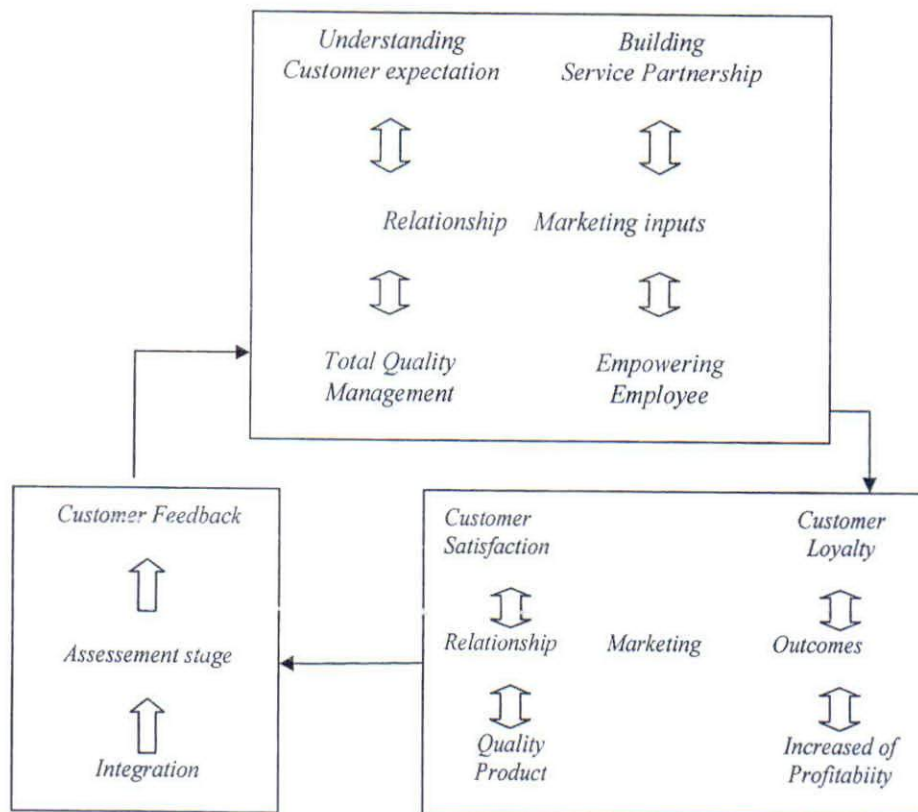 Understanding Building
Customer expectation Service Partnership
Relationship Marketing inputs
Total Quality Empowering
Management Employee
Customer Feedback
Assessement stage
Integration
Customer Customer
Satisfaction Loyalty
Relationship Marketing Outcomes
Quality Increased of
Product Profitabiity